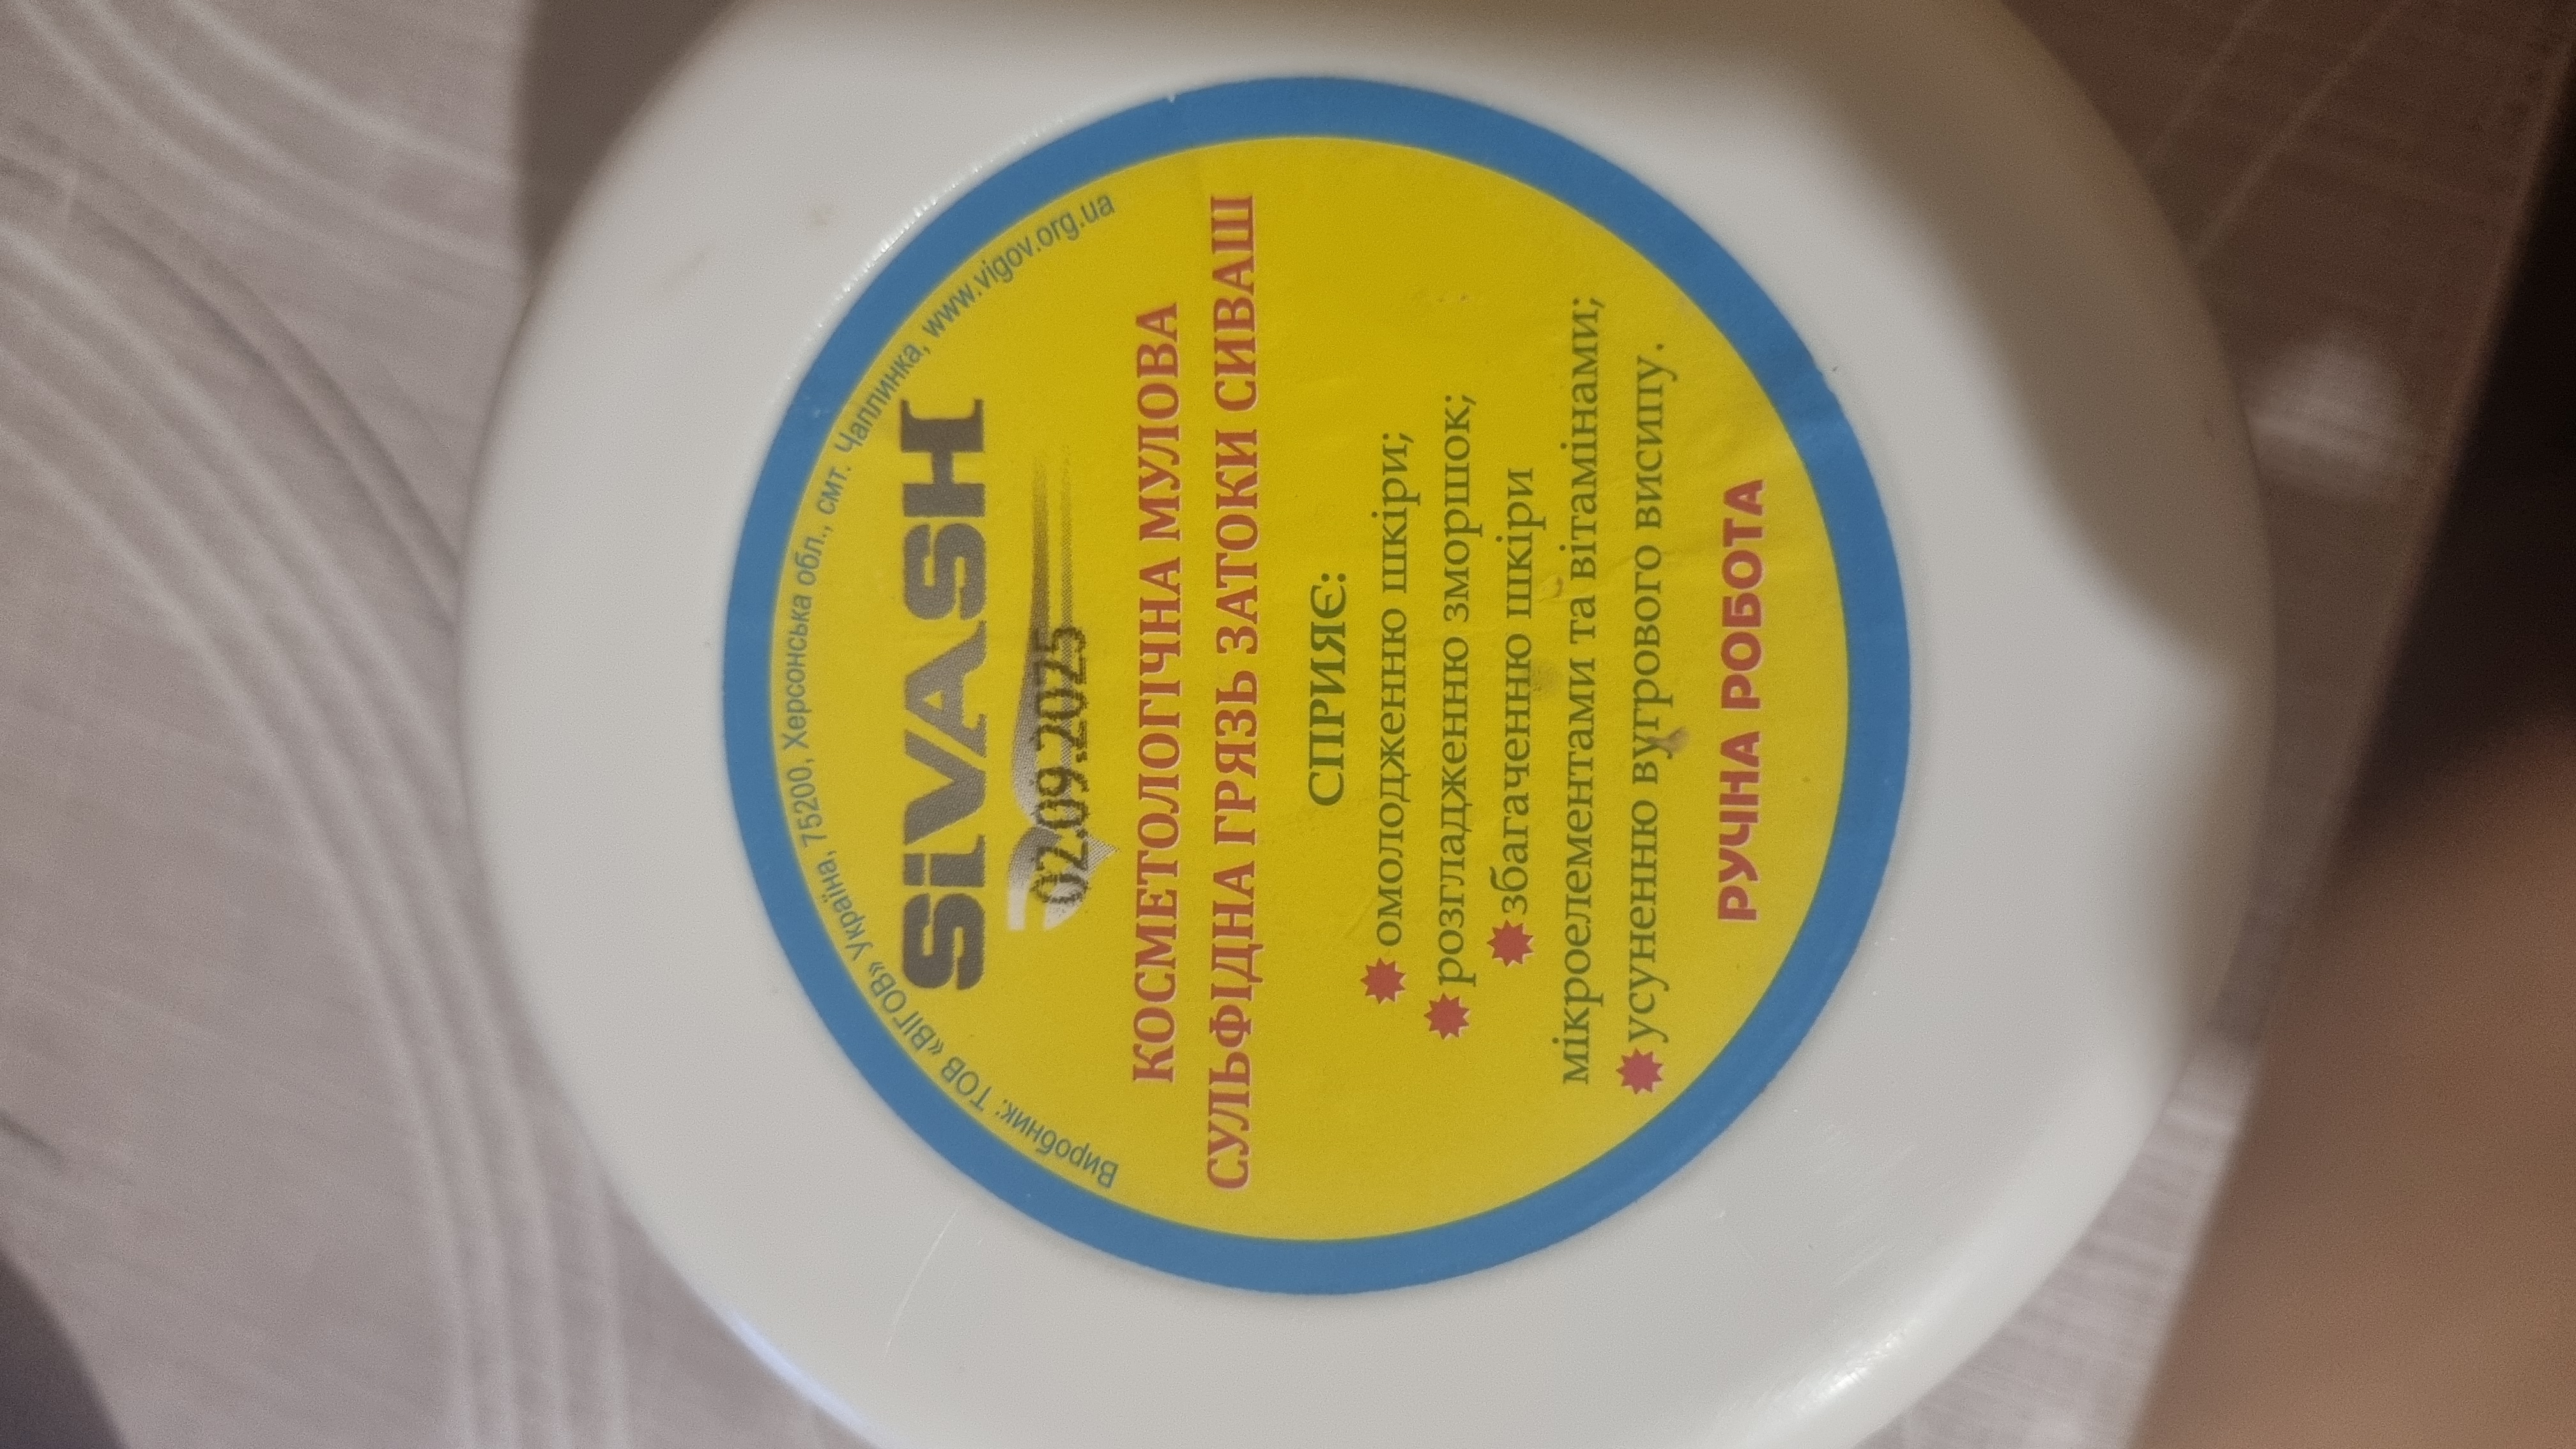 Виробник: ТОВ «ВІГОВ» Україна, 75200, Херсонська обл., смт. Чаплинка, www.vigov.org.ua
SiVASH
02.09.2025
КОСМЕТОЛОГІЧНА МУЛОВА
СУЛЬФІДНА ГРЯЗЬ ЗАТОКИ СИВАШ
СПРИЯЄ:
омолодженню шкіри;
розгладженню зморшок;
збагаченню шкіри
мікроелементами та вітамінами;
усуненню вугрового висипу.
РУЧНА РОБОТА